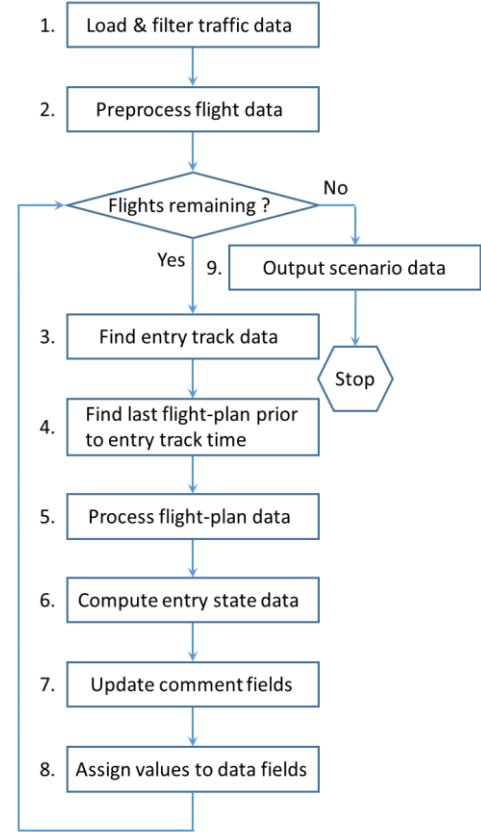 1. Load & filter traffic data
2. Preprocess flight data
Flights remaining ?
No
Yes
9. Output scenario data
3. Find entry track data
Stop
4. Find last flight-plan prior
to entry track time
5. Process flight-plan data
6. Compute entry state data
7. Update comment fields
8. Assign values to data fields